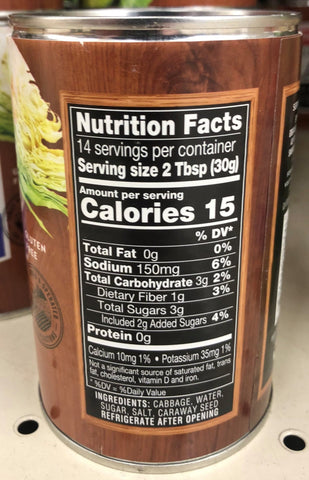 Nutrition Facts
14 servings per container
Serving size 2 Tbsp (30g)
Amount per serving
Calories 15
% DV*
Total Fat 0g 0%
Sodium 150mg 6%
Total Carbohydrate 3g 2%
Dietary Fiber 1g 3%
Total Sugars 3g
Included 2g Added Sugars 4%
Protein 0g
Calcium 10mg 1% • Potassium 35mg 1%
Not a significant source of saturated fat, trans
fat, cholesterol, vitamin D and iron.
*%DV = %Daily Value
INGREDIENTS: CABBAGE, WATER,
SUGAR, SALT, CARAWAY SEED
REFRIGERATE AFTER OPENING